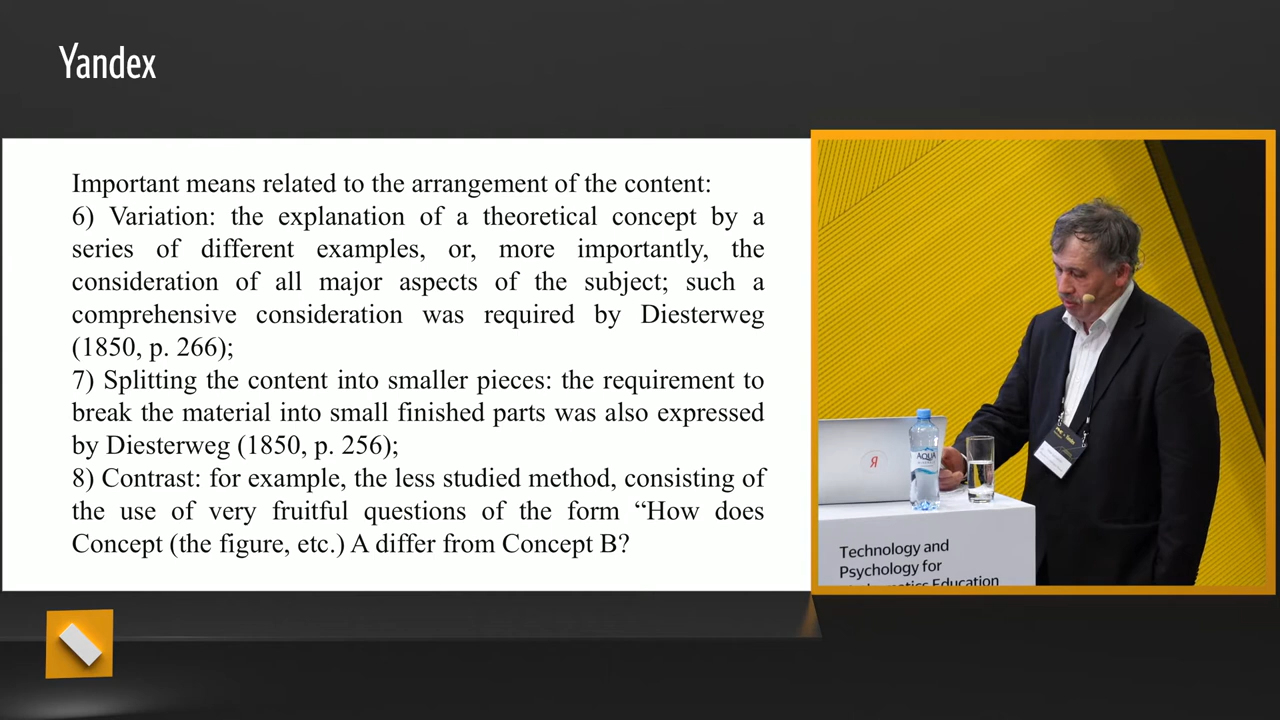 Yandex
Important means related to the arrangement of the content:
6) Variation: the explanation of a theoretical concept by a
series of different examples, or, more importantly, the
consideration of all major aspects of the subject; such a
comprehensive consideration was required by Diesterweg
(1850, p. 266);
7) Splitting the content into smaller pieces: the requirement to
break the material into small finished parts was also expressed
by Diesterweg (1850, p. 256);
8) Contrast: for example, the less studied method, consisting of
the use of very fruitful questions of the form “How does
Concept (the figure, etc.) A differ from Concept B?
Я
AQUA
Technology and
Psychology for
Education